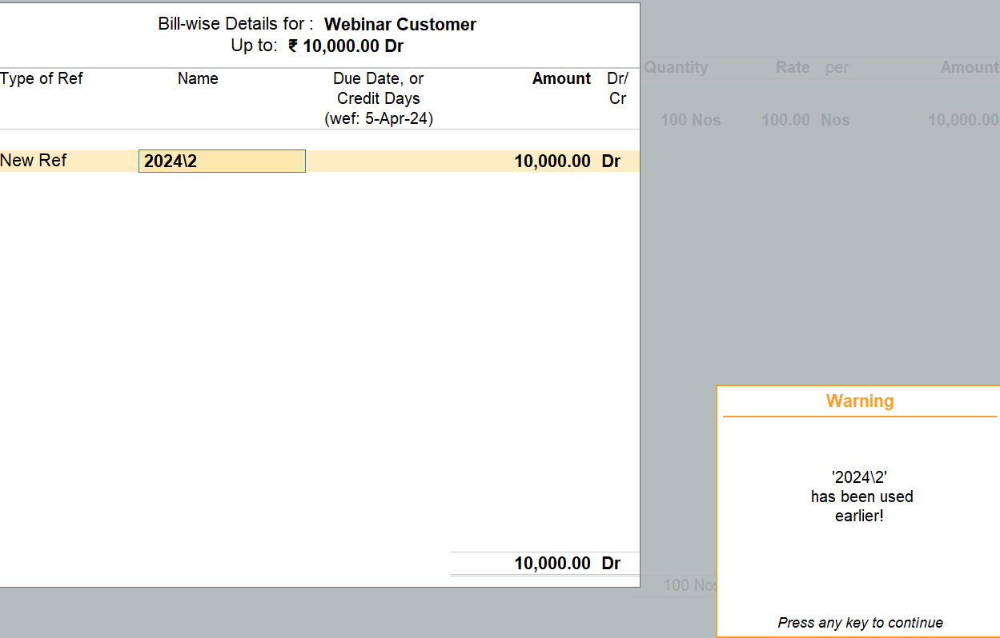 Bill-wise Details for : Webinar Customer
Up to: ₹ 10,000.00 Dr
Type of Ref Name Due Date, or Amount Dr/
Credit Days Cr
(wef: 5-Apr-24)
New Ref 2024\2 10,000.00 Dr
10,000.00 Dr
Quantity Rate per Amount
100 Nos 100.00 Nos 10,000.00
100 Nos
Warning
'2024\2'
has been used
earlier!
Press any key to continue